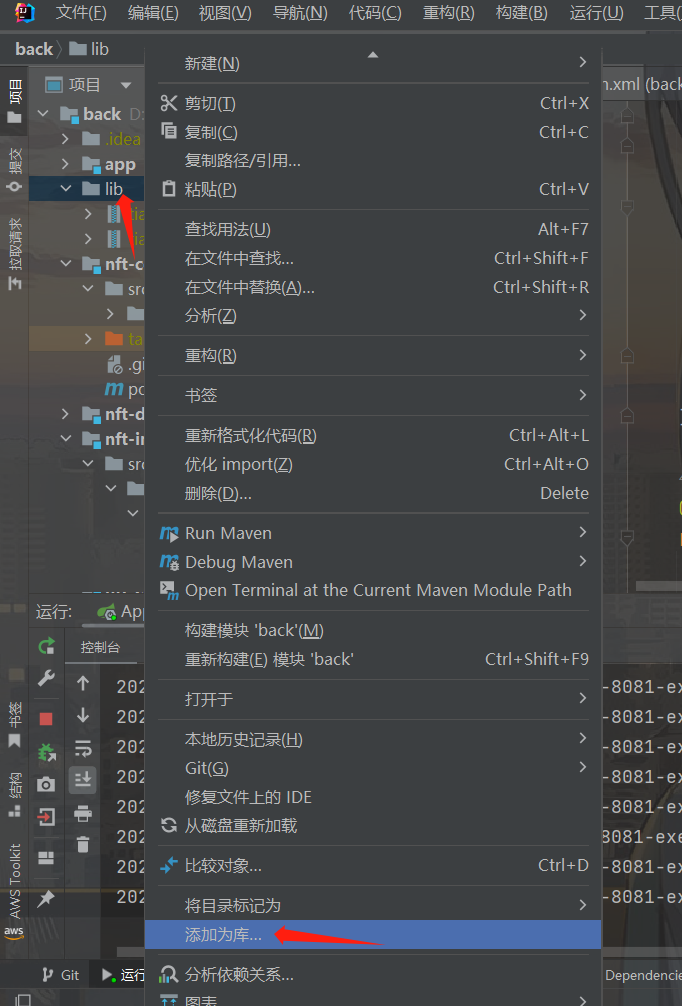 文件(F) 编辑(E) 视图(V) 导航(N) 代码(C) 重构(R) 构建(B) 运行(U) 工具(
back lib
项目
n.xml (back
back D:
.idea
app
lib
nft-c
src
ta
.gi
po
nft-d
nft-in
src
项目
提交
拉取请求
书签
结构
AWS Toolkit
aws
新建(N)
剪切(T) Ctrl+X
复制(C) Ctrl+C
复制路径/引用...
粘贴(P) Ctrl+V
查找用法(U) Alt+F7
在文件中查找... Ctrl+Shift+F
在文件中替换(A)... Ctrl+Shift+R
分析(Z)
重构(R)
书签
重新格式化代码(R) Ctrl+Alt+L
优化 import(Z) Ctrl+Alt+O
删除(D)... Delete
Run Maven
Debug Maven
Open Terminal at the Current Maven Module Path
构建模块 'back'(M)
重新构建(E) 模块 'back' Ctrl+Shift+F9
打开于
本地历史记录(H)
Git(G)
修复文件上的 IDE
从磁盘重新加载
比较对象... Ctrl+D
将目录标记为
添加为库...
分析依赖关系...
图表
运行: App
控制台
202 -8081-exe
202 -8081-exe
202 -8081-exe
202 -8081-exe
202 -8081-exe
202 8081-exe
202 -8081-exe
202 -8081-exe
Git 运行 Dependencie